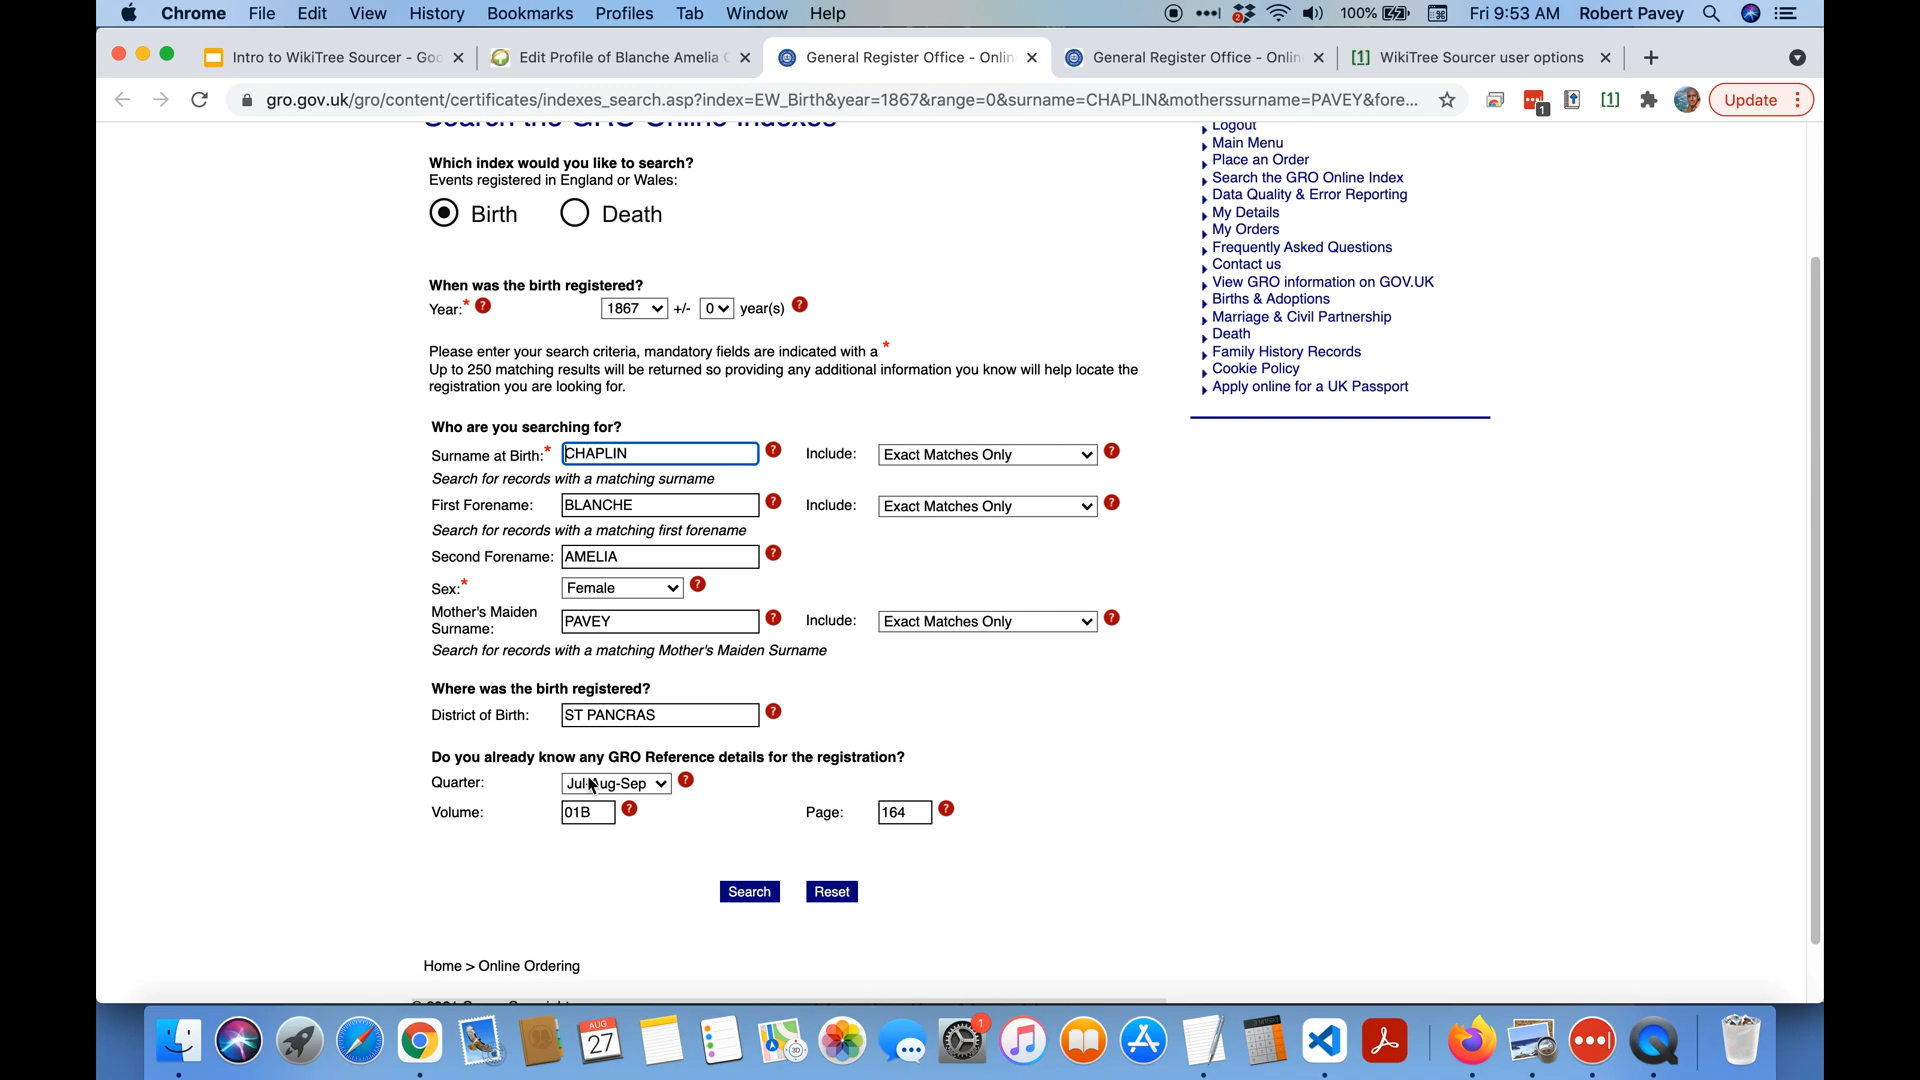 Chrome File Edit View History Bookmarks Profiles Tab Window Help 2 100% Fri 9:53 AM Robert Pavey
Intro to WikiTree Sourcer - Goo Edit Profile of Blanche Amelia General Register Office - Onlin General Register Office - Onlin [1] WikiTree Sourcer user options
gro.gov.uk/gro/content/certificates/indexes_search.asp?index=EW_Birth&year=1867&range=0&surname=CHAPLIN&motherssurname=PAVEY&fore... 1 [1] Update
Search the GRO Online Indexes
Which index would you like to search?
Events registered in England or Wales:
Birth Death
When was the birth registered?
Year:* ? 1867 +/- 0 year(s) ?
Please enter your search criteria, mandatory fields are indicated with a *
Up to 250 matching results will be returned so providing any additional information you know will help locate the
registration you are looking for.
Who are you searching for?
Surname at Birth:* CHAPLIN ? Include: Exact Matches Only ?
Search for records with a matching surname
First Forename: BLANCHE ? Include: Exact Matches Only ?
Search for records with a matching first forename
Second Forename: AMELIA ?
Sex:* Female ?
Mother's Maiden
Surname: PAVEY ? Include: Exact Matches Only ?
Search for records with a matching Mother's Maiden Surname
Where was the birth registered?
District of Birth: ST PANCRAS ?
Do you already know any GRO Reference details for the registration?
Quarter: Jul-Aug-Sep ?
Volume: 01B ? Page: 164 ?
Search Reset
Home > Online Ordering
Logout
Main Menu
Place an Order
Search the GRO Online Index
Data Quality & Error Reporting
My Details
My Orders
Frequently Asked Questions
Contact us
View GRO information on GOV.UK
Births & Adoptions
Marriage & Civil Partnership
Death
Family History Records
Cookie Policy
Apply online for a UK Passport
AUG
27
3D
1